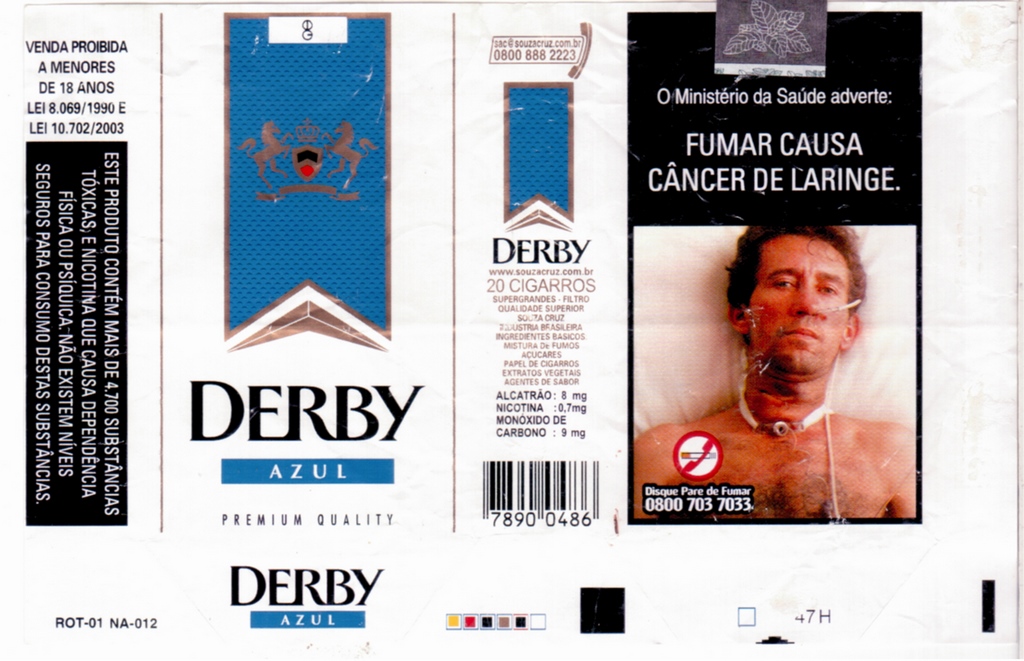 VENDA PROIBIDA
A MENORES
DE 18 ANOS
LEI 8.069/1990 E
LEI 10.702/2003
ESTE PRODUTO CONTÉM MAIS DE 4.700 SUBSTÂNCIAS
TÓXICAS, E NICOTINA QUE CAUSA DEPENDÊNCIA
FÍSICA OU PSÍQUICA. NÃO EXISTEM NÍVEIS
SEGUROS PARA CONSUMO DESTAS SUBSTÂNCIAS.
DERBY
AZUL
PREMIUM QUALITY
DERBY
AZUL
ROT-01 NA-012
sac@souzacruz.com.br
0800 888 2223
DERBY
www.souzacruz.com.br
20 CIGARROS
SUPERGRANDES - FILTRO
QUALIDADE SUPERIOR
SOUZA CRUZ
INDUSTRIA BRASILEIRA
INGREDIENTES BASICOS
MISTURA DE FUMOS
AÇUCARES
PAPEL DE CIGARROS
EXTRATOS VEGETAIS
AGENTES DE SABOR
ALCATRÃO : 8 mg
NICOTINA : 0,7mg
MONÓXIDO DE
CARBONO : 9 mg
7890 0486
O Ministério da Saúde adverte:
FUMAR CAUSA
CÂNCER DE LARINGE.
Disque Pare de Fumar
0800 703 7033
47H